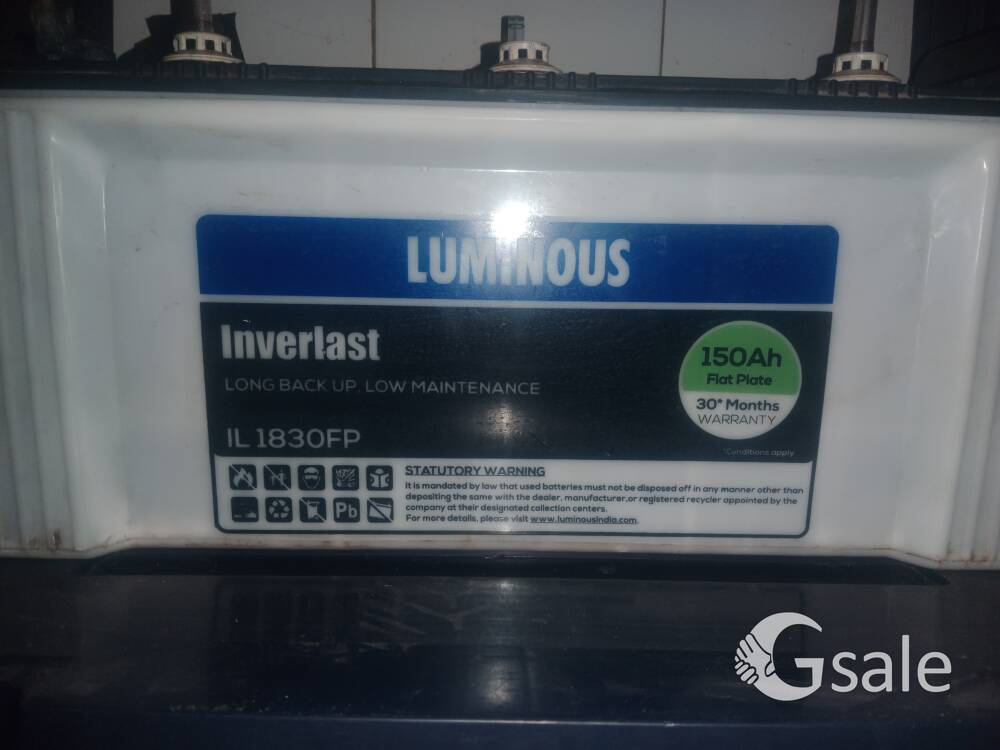 LUMINOUS
Inverlast
LONG BACK UP, LOW MAINTENANCE
IL 1830FP
150Ah
Flat Plate
30* Months
WARRANTY
*Conditions apply
STATUTORY WARNING
It is mandated by law that used batteries must not be disposed off in any manner other than
depositing the same with the dealer, manufacturer,or registered recycler appointed by the
company at their designated collection centers.
For more details, please visit www.luminousindia.com.
Pb
Gsale